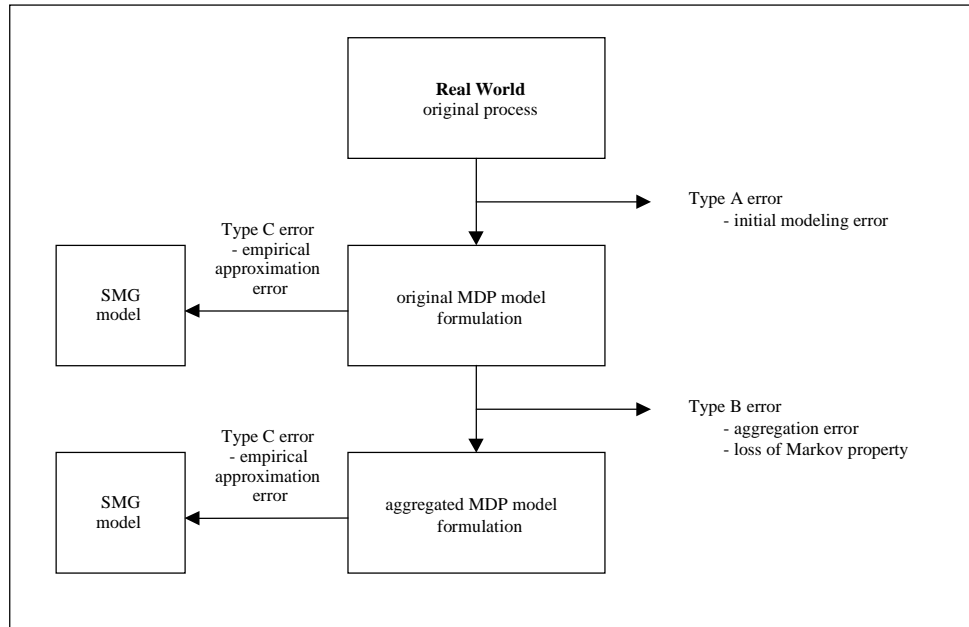 Real World
original process
Type A error
- initial modeling error
Type C error
- empirical
approximation
error
SMG
model
original MDP model
formulation
Type B error
- aggregation error
- loss of Markov property
Type C error
- empirical
approximation
error
SMG
model
aggregated MDP model
formulation